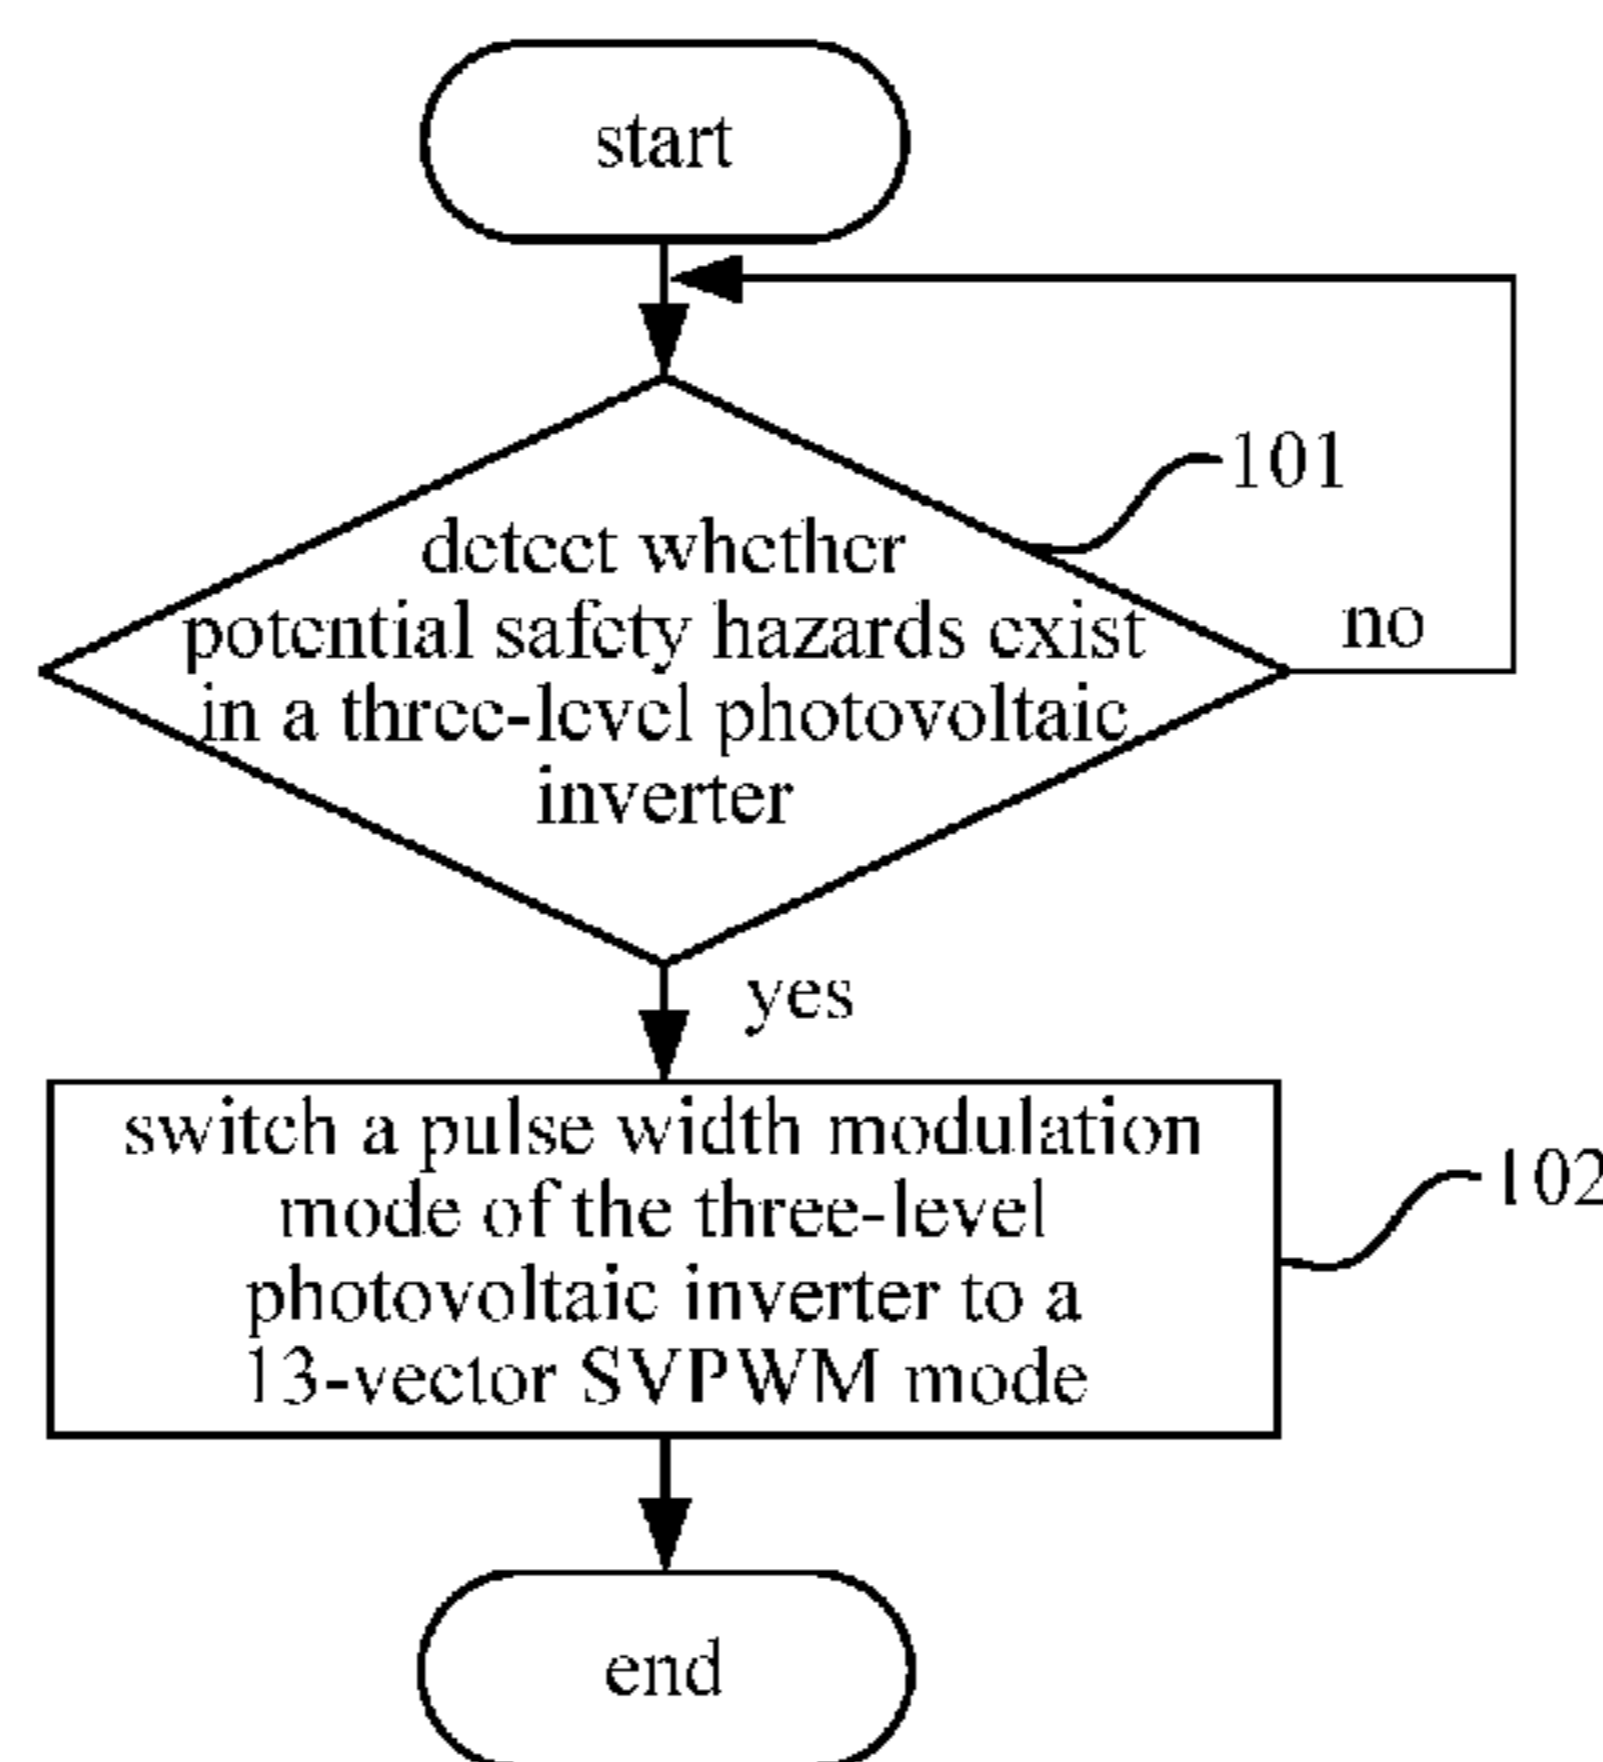 start
101
detect whether
potential safety hazards exist
in a three-level photovoltaic
inverter
no
yes
switch a pulse width modulation
mode of the three-level
photovoltaic inverter to a
13-vector SVPWM mode
102
end